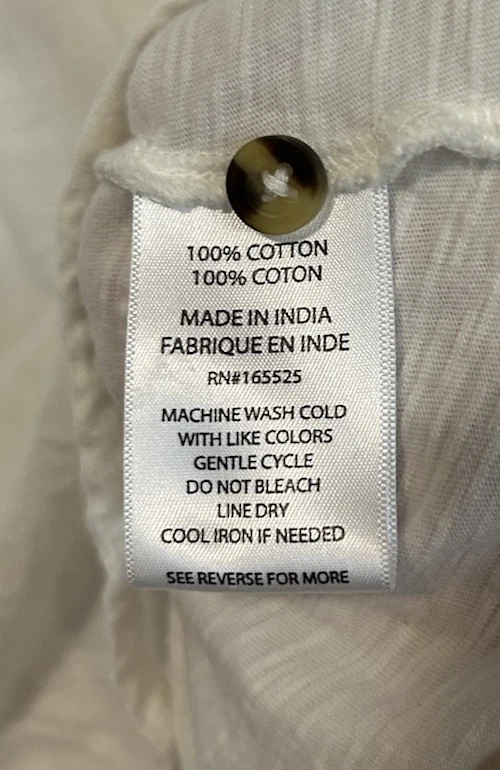 100% COTTON
100% COTON
MADE IN INDIA
FABRIQUE EN INDE
RN#165525
MACHINE WASH COLD
WITH LIKE COLORS
GENTLE CYCLE
DO NOT BLEACH
LINE DRY
COOL IRON IF NEEDED
SEE REVERSE FOR MORE